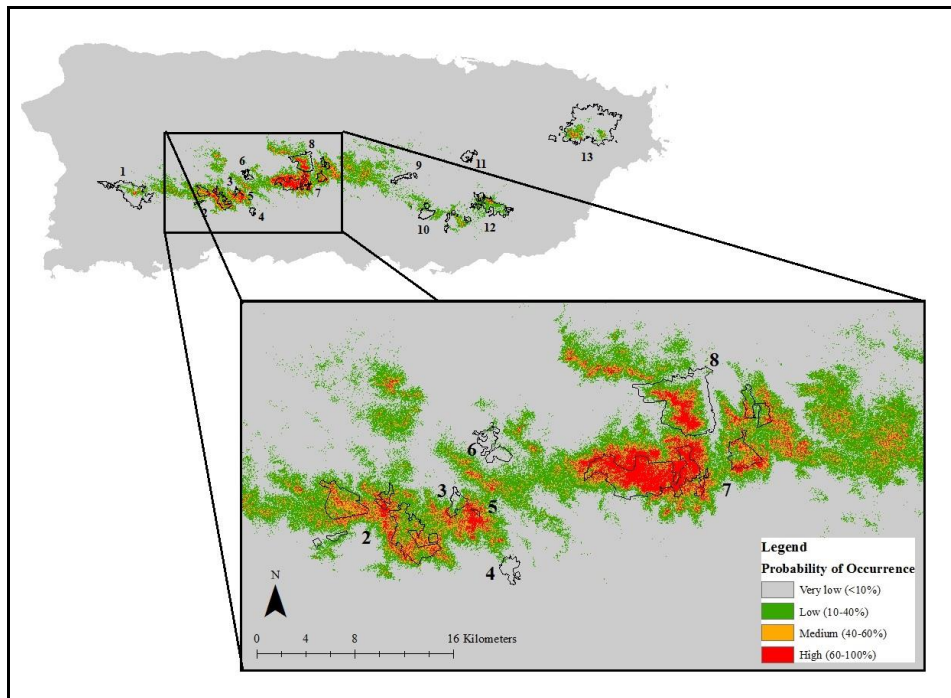 13
8
11
6
1
9
3
5
7
2
4
10
12
8
6
3
5
7
2
4
N
0 4 8 16 Kilometers
Legend
Probability of Occurrence
Very low (<10%)
Low (10-40%)
Medium (40-60%)
High (60-100%)